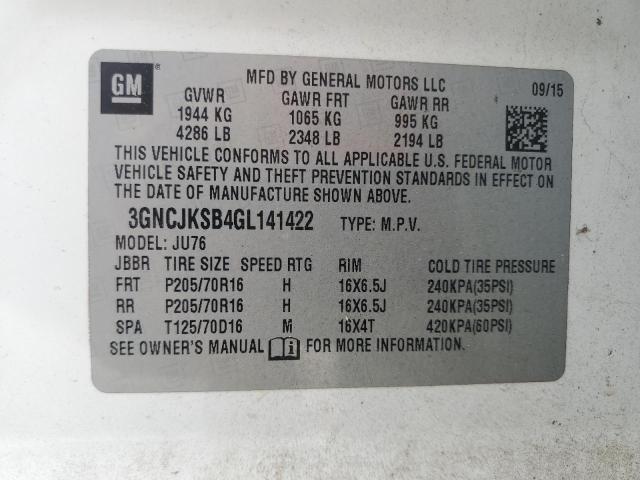 GM ® MFD BY GENERAL MOTORS LLC 09/15
GVWR GAWR FRT GAWR RR
1944 KG 1065 KG 995 KG
4286 LB 2348 LB 2194 LB
THIS VEHICLE CONFORMS TO ALL APPLICABLE U.S. FEDERAL MOTOR
VEHICLE SAFETY AND THEFT PREVENTION STANDARDS IN EFFECT ON
THE DATE OF MANUFACTURE SHOWN ABOVE.
3GNCJKSB4GL141422 TYPE: M.P.V.
MODEL: JU76
JBBR TIRE SIZE SPEED RTG RIM COLD TIRE PRESSURE
FRT P205/70R16 H 16X6.5J 240KPA(35PSI)
RR P205/70R16 H 16X6.5J 240KPA(35PSI)
SPA T125/70D16 M 16X4T 420KPA(60PSI)
SEE OWNER'S MANUAL FOR MORE INFORMATION.